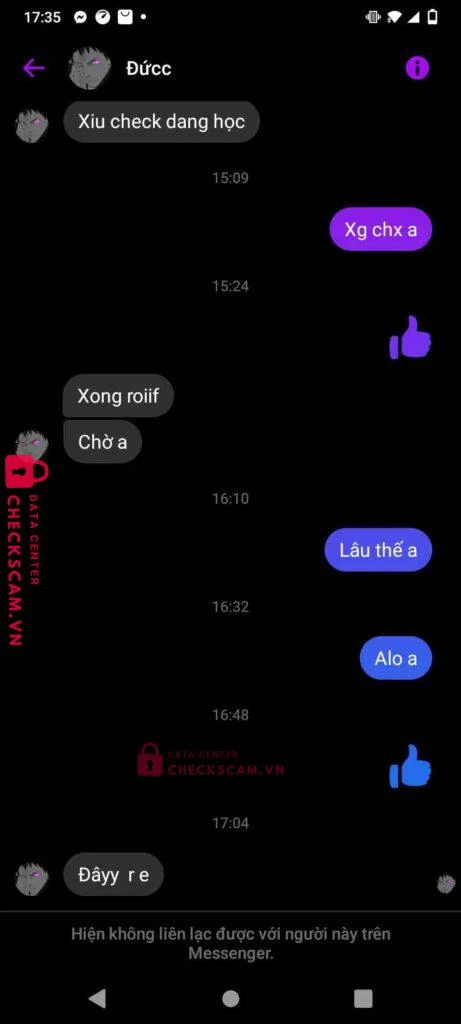 17:35
Đứcc
Xiu check dang học
15:09
Xg chx a
15:24
Xong roiif
Chờ a
16:10
DATA CENTER
CHECKSCAM.VN
Lâu thế a
16:32
Alo a
16:48
DATA CENTER
CHECKSCAM.VN
17:04
Đâyy r e
Hiện không liên lạc được với người này trên
Messenger.